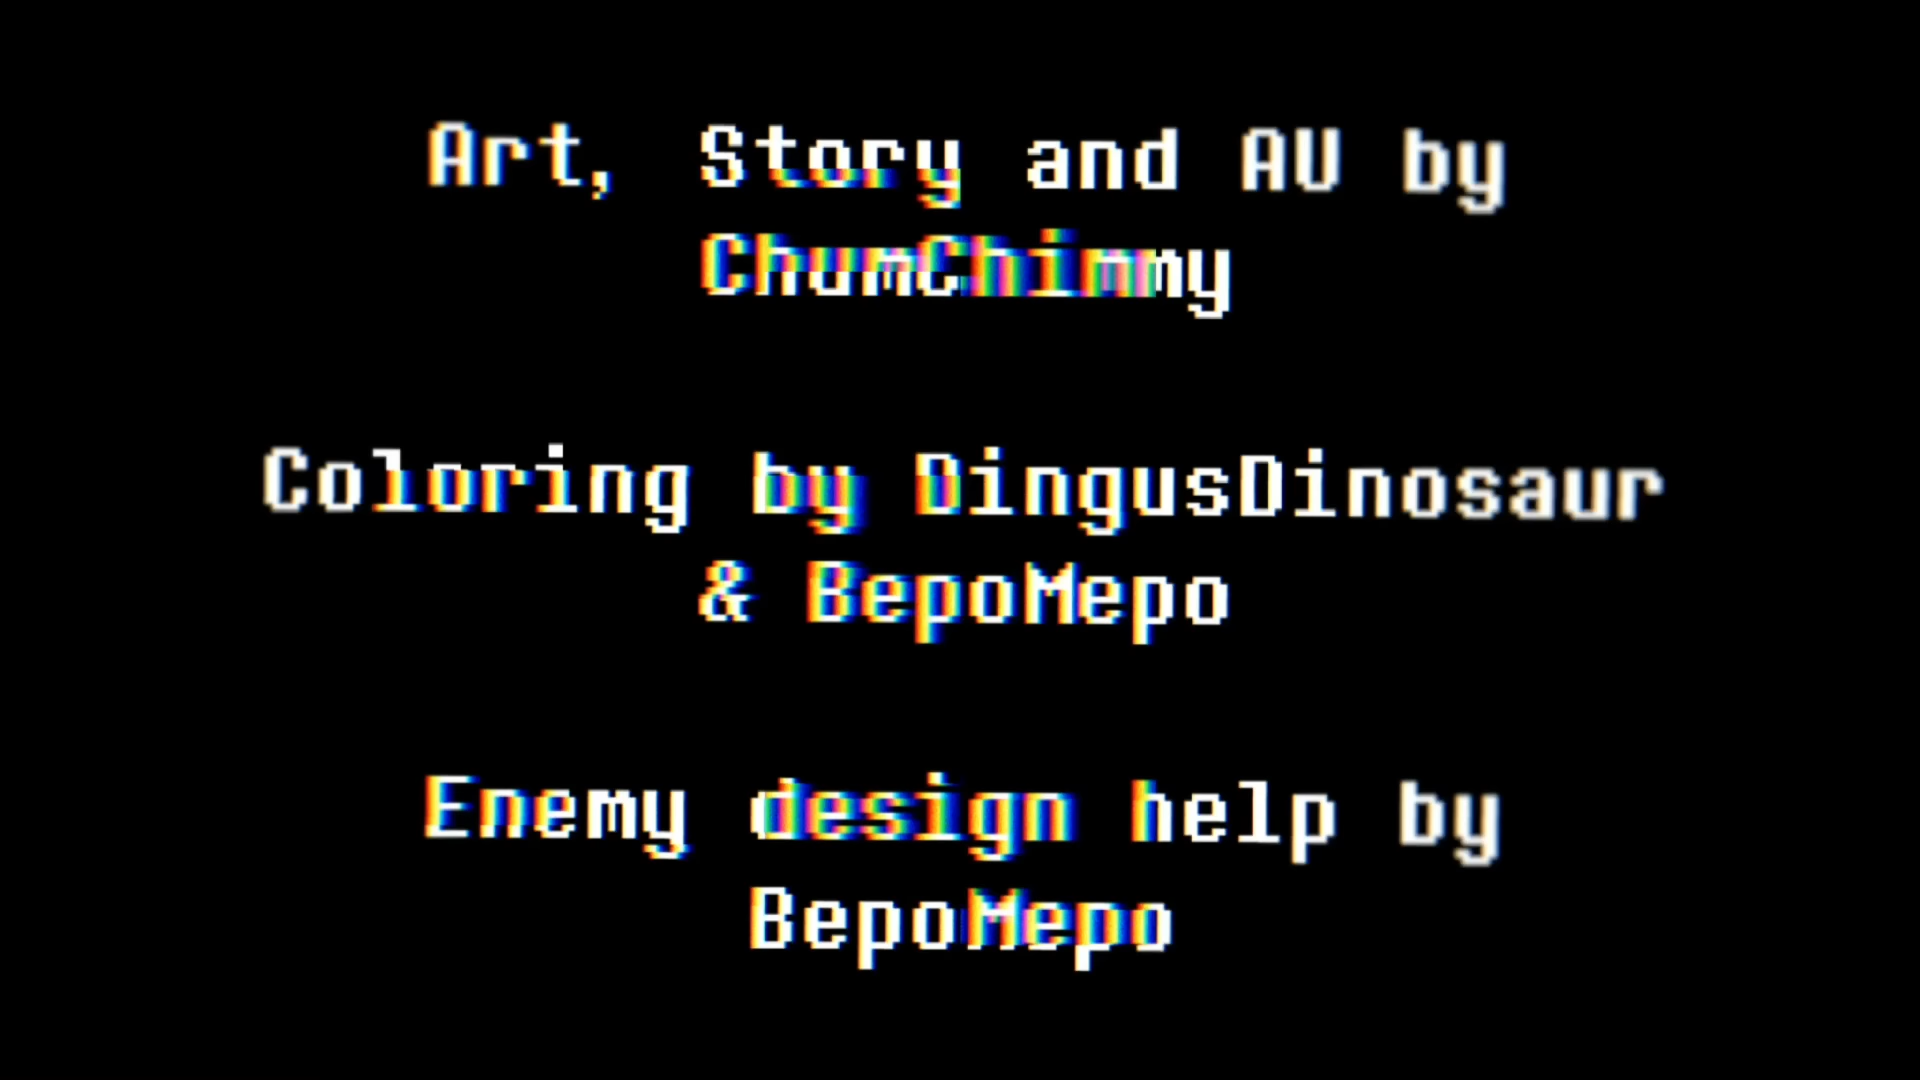 Art, Story and AU by
ChumChimmy
Coloring by DingusDinosaur
& BepoMepo
Enemy design help by
BepoMepo